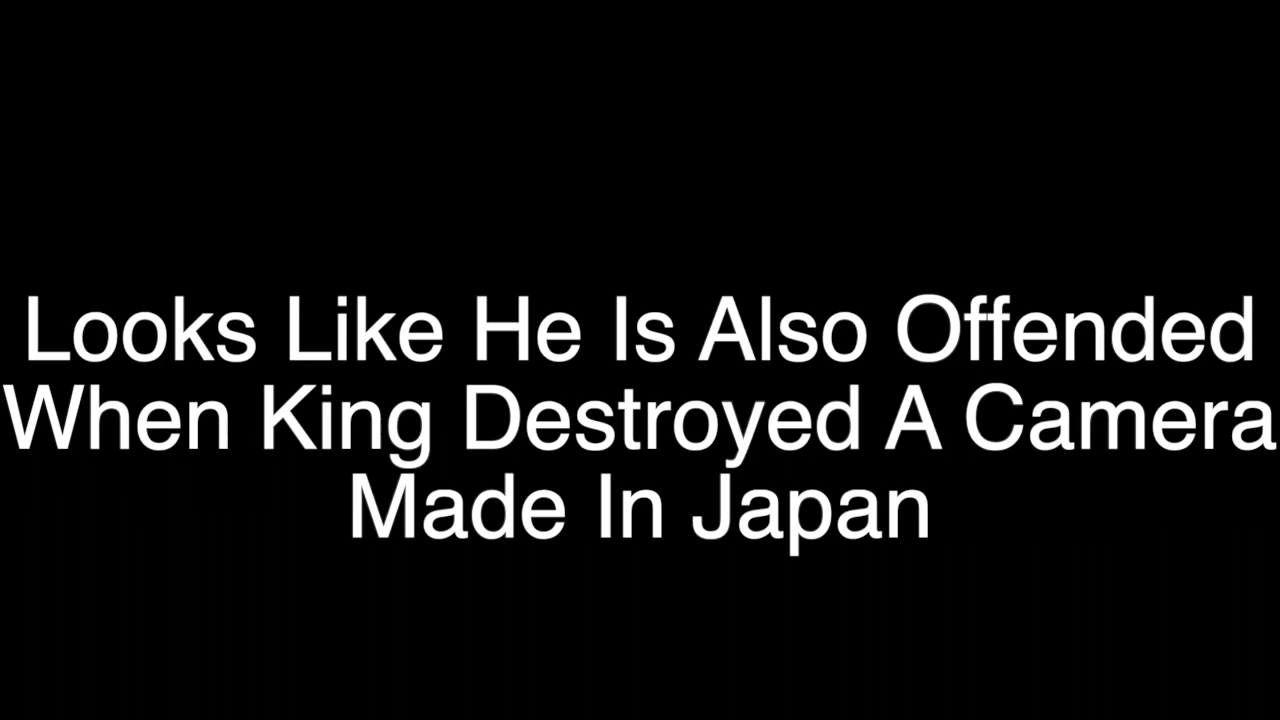 Looks Like He Is Also Offended
When King Destroyed A Camera
Made In Japan